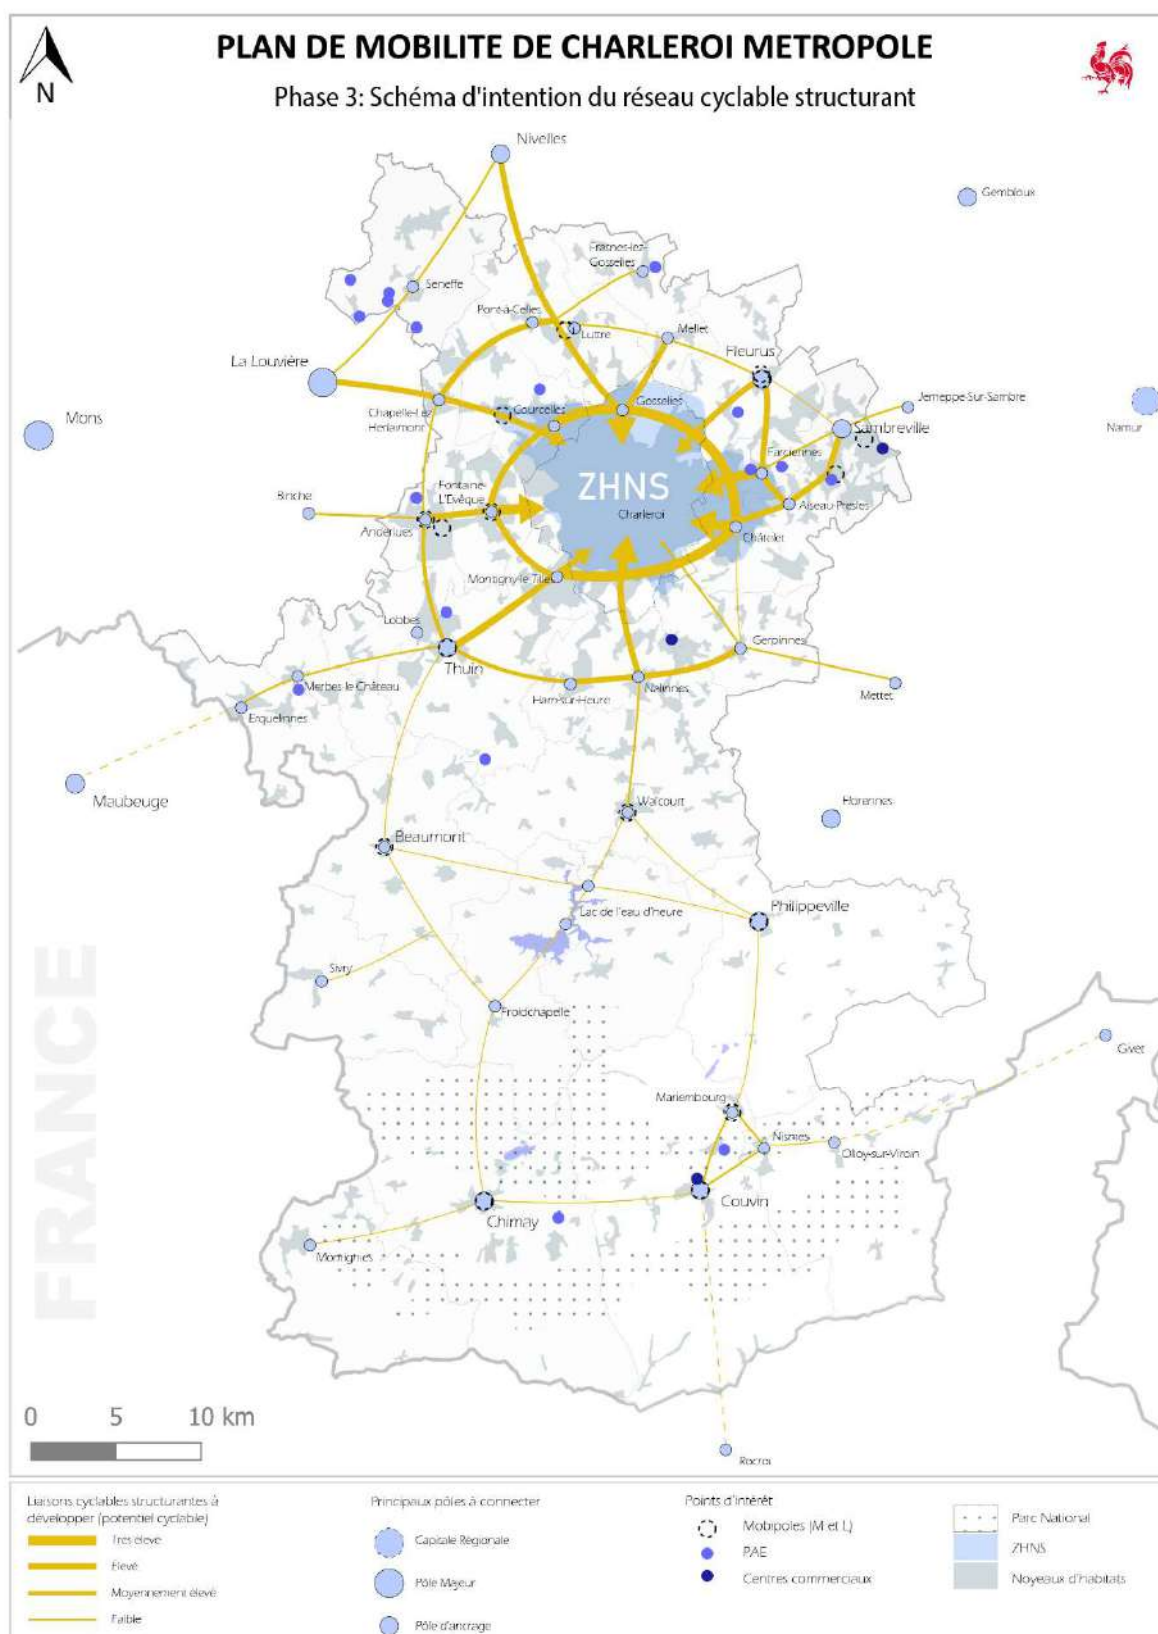 PLAN DE MOBILITE DE CHARLEROI METROPOLE
N
Phase 3: Schéma d'intention du réseau cyclable structurant
Nivelles
Gembloux
Frasnes-lez-
Gosselies
Seneffe
Pont-à-Celles
Luttre
Mellet
Fleurus
La Louvière
Jemeppe-Sur-Sambre
Mons
Chapelle-Lez
Herlaimont
Courcelles
Gosselies
Sambreville
Namur
Farciennes
Fontaine-
L'Evêque
ZHNS
Charleroi
Binche
Anderlues
Aiseau-Presles
Châtelet
Montigny-le-Tilleul
Lobbes
Gerpinnes
Thuin
Merbes-le-Château
Ham-sur-Heure
Nalinnes
Mettet
Erquelinnes
Maubeuge
Walcourt
Florennes
Beaumont
Philippeville
Lac de l'eau d'heure
Sivry
Froidchapelle
Givet
FRANCE
Mariembourg
Nismes
Olloy-sur-Viroin
Chimay
Couvin
Momignies
0 5 10 km
Rocroi
Liaisons cyclables structurantes à
développer (potentiel cyclable)
Très élevé
Elevé
Moyennement élevé
Faible
Principaux pôles à connecter
Capitale Régionale
Pôle Majeur
Pôle d'ancrage
Points d'intérêt
Mobipoles (M et L)
PAE
Centres commerciaux
Parc National
ZHNS
Noyeaux d'habitats